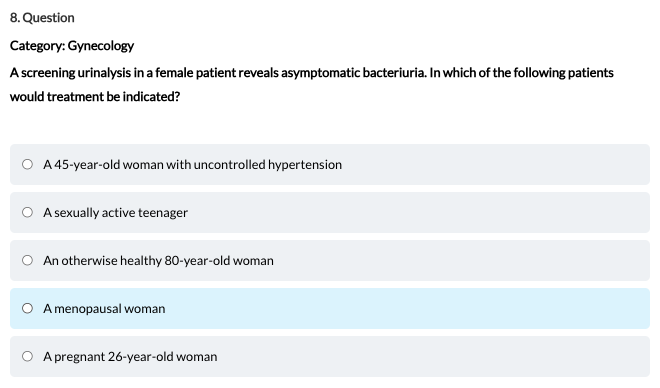 8. Question
Category: Gynecology
A screening urinalysis in a female patient reveals asymptomatic bacteriuria. In which of the following patients
would treatment be indicated?
A 45-year-old woman with uncontrolled hypertension
A sexually active teenager
An otherwise healthy 80-year-old woman
A menopausal woman
A pregnant 26-year-old woman